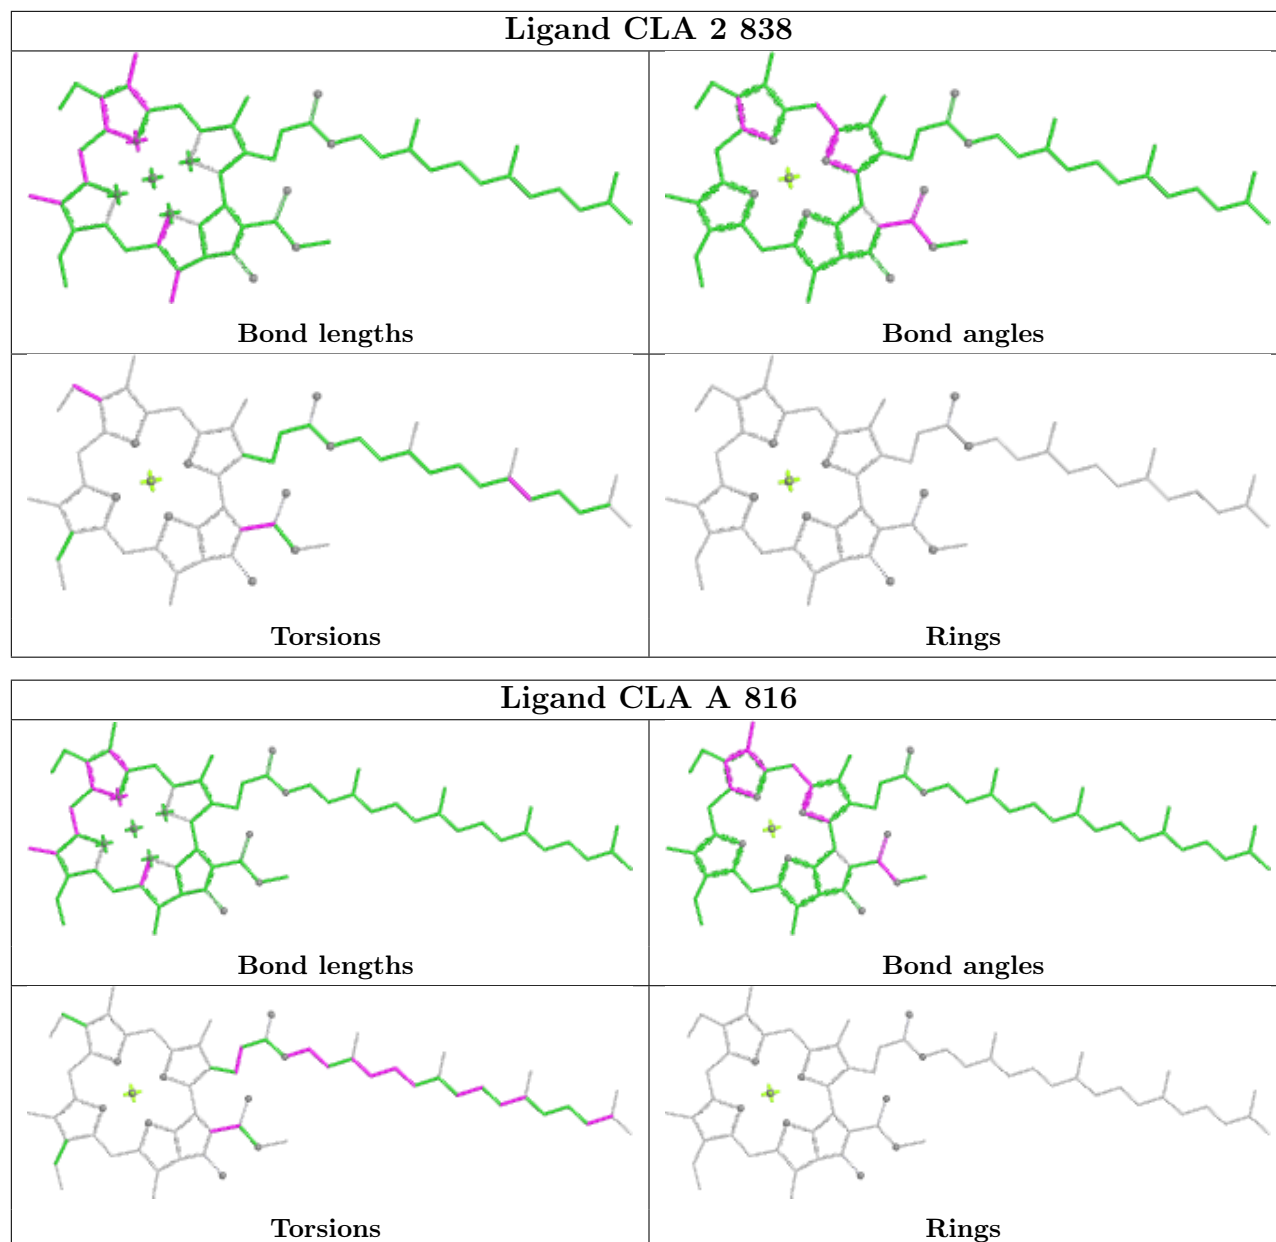 Ligand CLA 2 838
Bond lengths
Bond angles
Torsions
Rings
Ligand CLA A 816
Bond lengths
Bond angles
Torsions
Rings